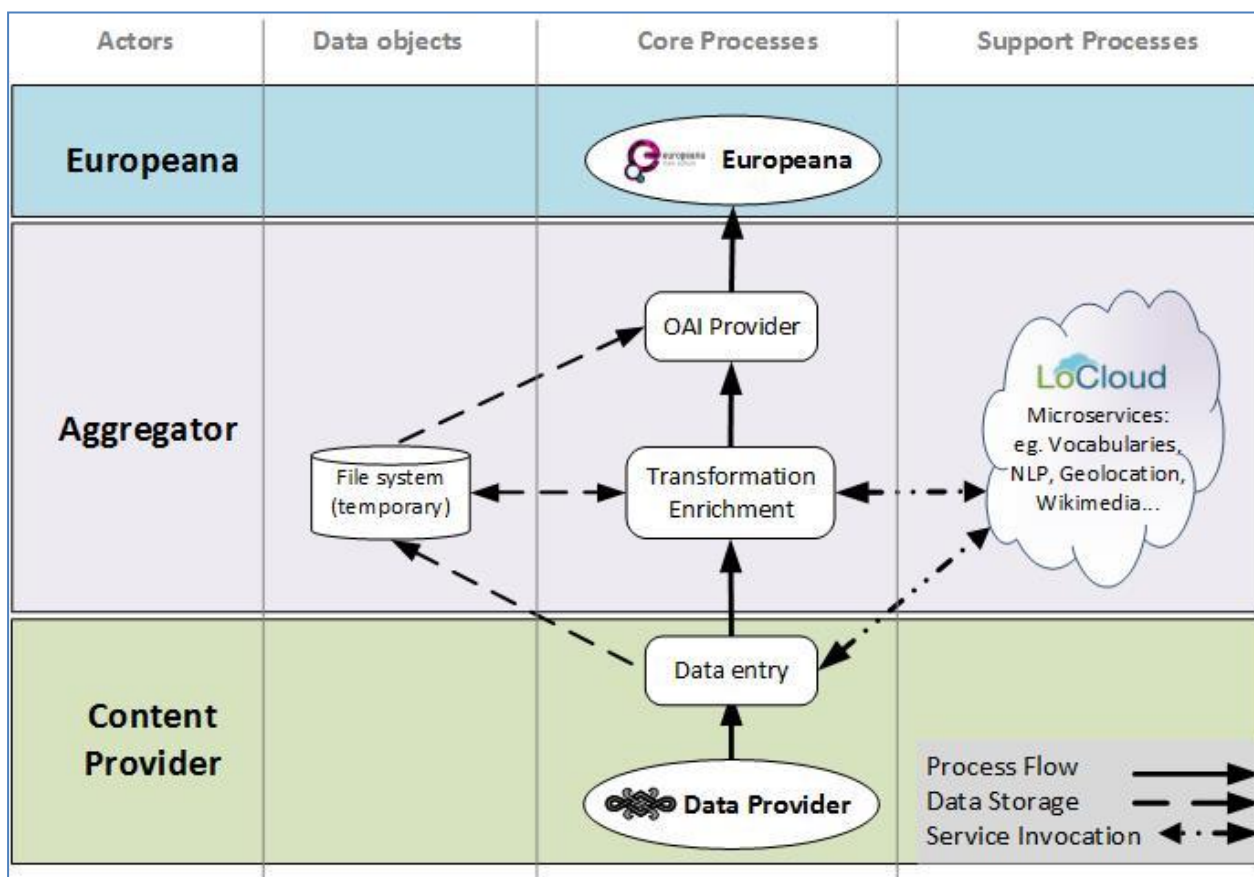 Actors
Data objects
Core Processes
Support Processes
Europeana
europeana
Europeana
Aggregator
OAI Provider
File system
(temporary)
Transformation
Enrichment
LoCloud
Microservices:
eg. Vocabularies,
NLP, Geolocation,
Wikimedia...
Content
Provider
Data entry
Data Provider
Process Flow
Data Storage
Service Invocation